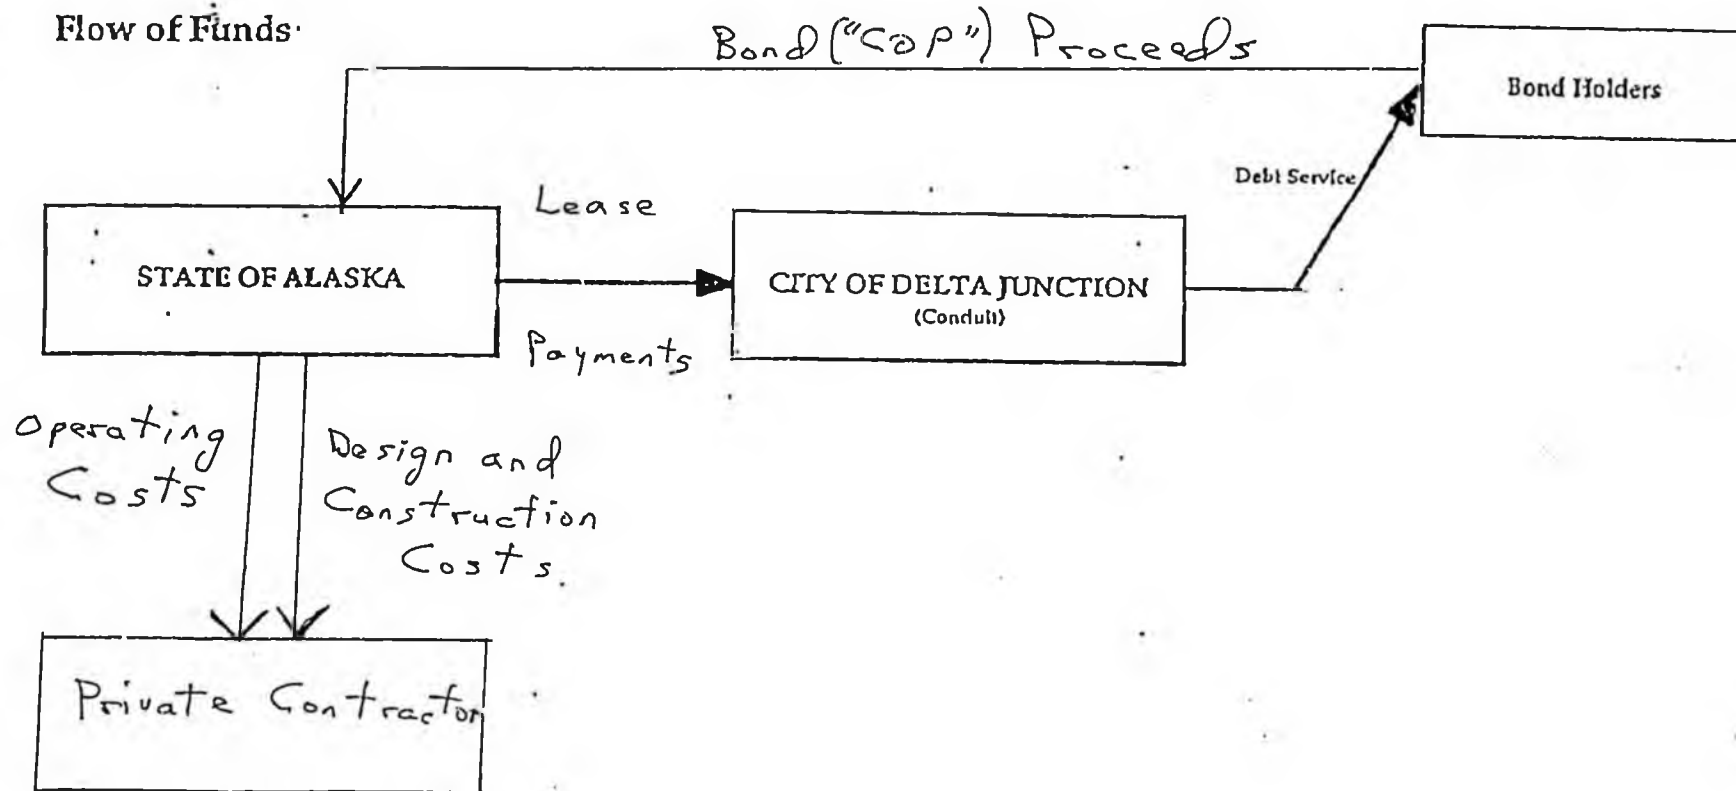 Flow of Funds
Bond ("COP") Proceeds
Bond Holders
Debt Service
Lease
STATE OF ALASKA
CITY OF DELTA JUNCTION
(Conduit)
Payments
Operating
Costs
Design and
Construction
Costs.
Private Contractor